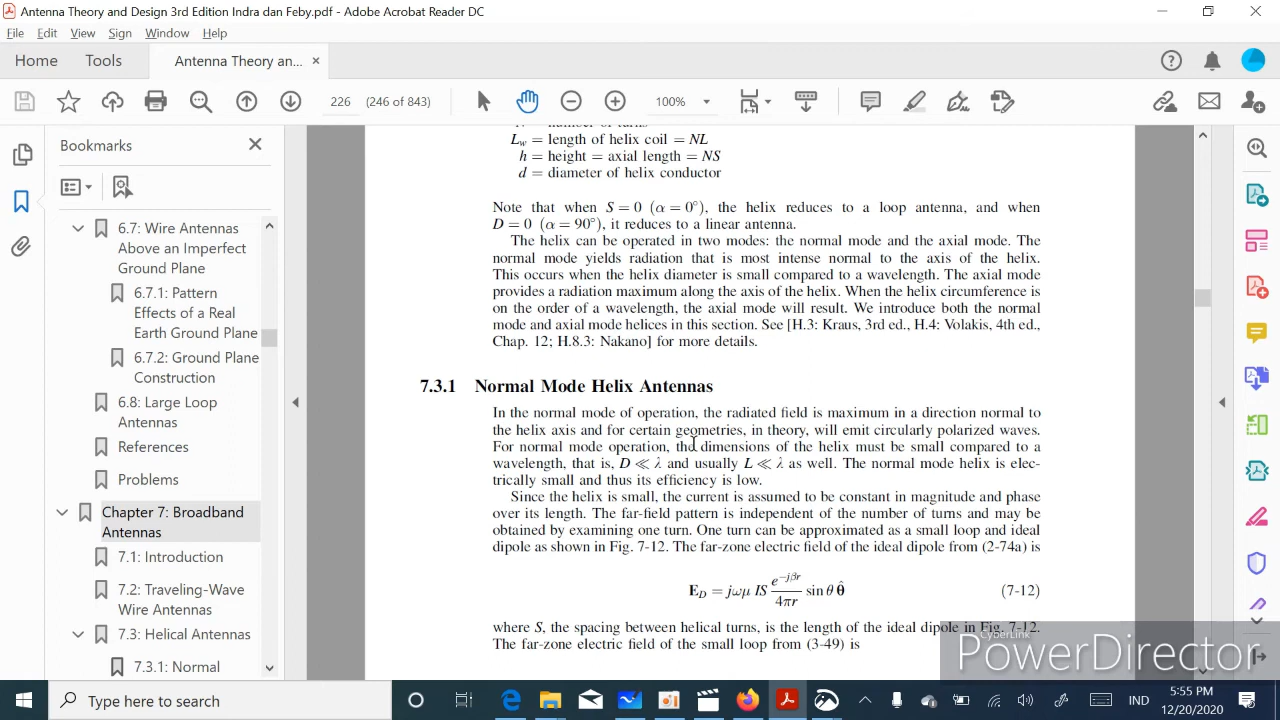 Antenna Theory and Design 3rd Edition Indra dan Feby.pdf - Adobe Acrobat Reader DC
File Edit View Sign Window Help
Home Tools Antenna Theory an... ×
226 (246 of 843) 100%
Bookmarks
6.7: Wire Antennas
Above an Imperfect
Ground Plane
6.7.1: Pattern
Effects of a Real
Earth Ground Plane
6.7.2: Ground Plane
Construction
6.8: Large Loop
Antennas
References
Problems
Chapter 7: Broadband
Antennas
7.1: Introduction
7.2: Traveling-Wave
Wire Antennas
7.3: Helical Antennas
7.3.1: Normal
L_w = length of helix coil = NL
h = height = axial length = NS
d = diameter of helix conductor
Note that when S = 0 (α = 0°), the helix reduces to a loop antenna, and when
D = 0 (α = 90°), it reduces to a linear antenna.
The helix can be operated in two modes: the normal mode and the axial mode. The
normal mode yields radiation that is most intense normal to the axis of the helix.
This occurs when the helix diameter is small compared to a wavelength. The axial mode
provides a radiation maximum along the axis of the helix. When the helix circumference is
on the order of a wavelength, the axial mode will result. We introduce both the normal
mode and axial mode helices in this section. See [H.3: Kraus, 3rd ed., H.4: Volakis, 4th ed.,
Chap. 12; H.8.3: Nakano] for more details.
7.3.1 Normal Mode Helix Antennas
In the normal mode of operation, the radiated field is maximum in a direction normal to
the helix axis and for certain geometries, in theory, will emit circularly polarized waves.
For normal mode operation, the dimensions of the helix must be small compared to a
wavelength, that is, D ≪ λ and usually L ≪ λ as well. The normal mode helix is elec-
trically small and thus its efficiency is low.
Since the helix is small, the current is assumed to be constant in magnitude and phase
over its length. The far-field pattern is independent of the number of turns and may be
obtained by examining one turn. One turn can be approximated as a small loop and ideal
dipole as shown in Fig. 7-12. The far-zone electric field of the ideal dipole from (2-74a) is
E_D = jωμ IS e^{-jβr}/4πr sin θ θ̂ (7-12)
where S, the spacing between helical turns, is the length of the ideal dipole in Fig. 7-12.
The far-zone electric field of the small loop from (3-49) is
CyberLink
PowerDirector
Type here to search
IND
5:55 PM
12/20/2020